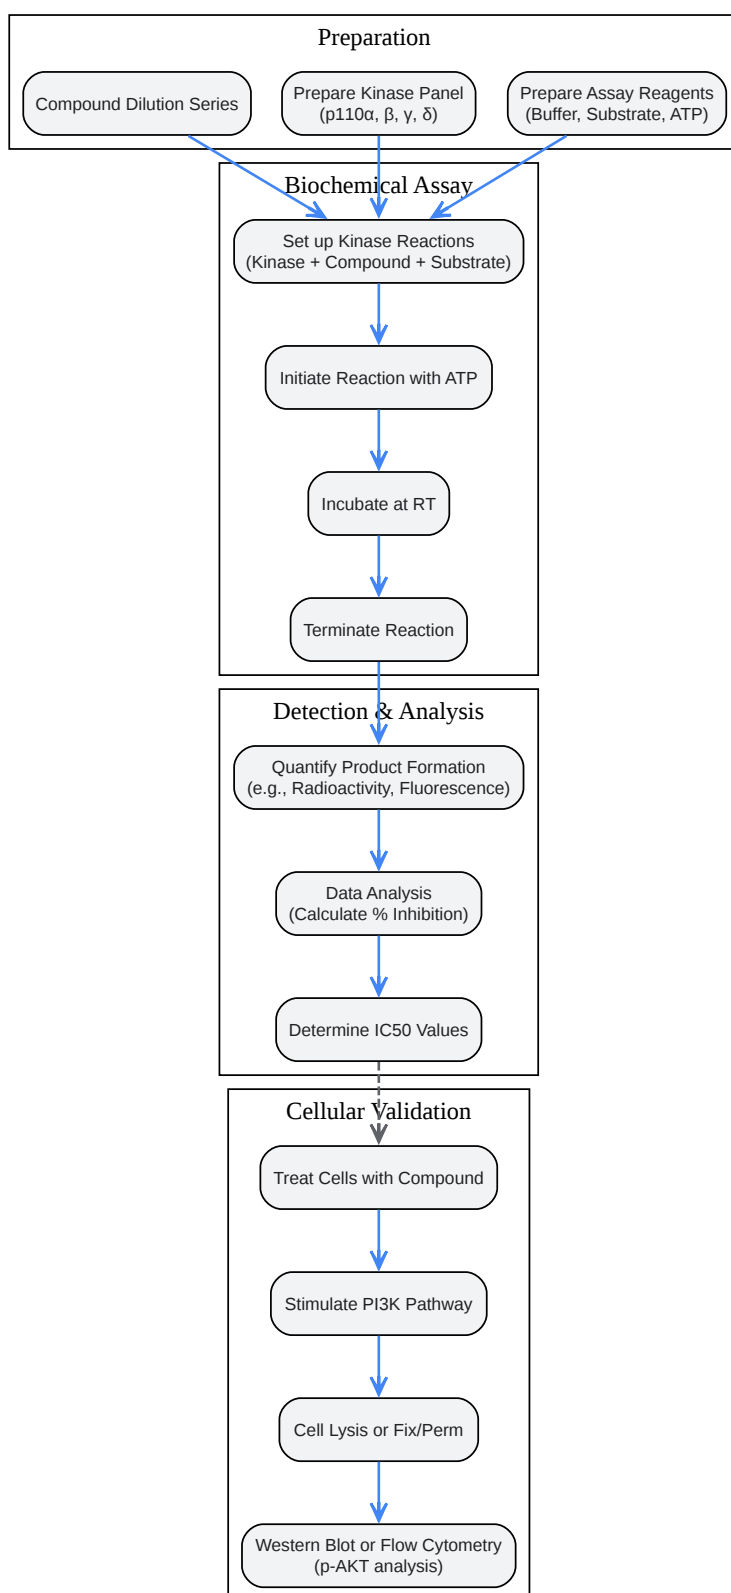 Preparation
Compound Dilution Series
Prepare Kinase Panel
(p110α, β, γ, δ)
Prepare Assay Reagents
(Buffer, Substrate, ATP)
Biochemical Assay
Set up Kinase Reactions
(Kinase + Compound + Substrate)
Initiate Reaction with ATP
Incubate at RT
Terminate Reaction
Detection & Analysis
Quantify Product Formation
(e.g., Radioactivity, Fluorescence)
Data Analysis
(Calculate % Inhibition)
Determine IC50 Values
Cellular Validation
Treat Cells with Compound
Stimulate PI3K Pathway
Cell Lysis or Fix/Perm
Western Blot or Flow Cytometry
(p-AKT analysis)